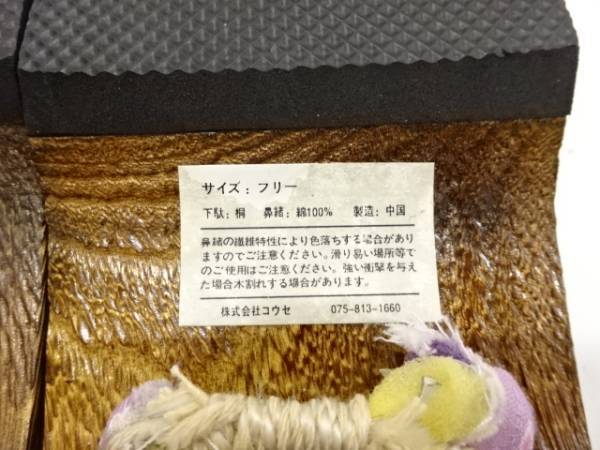 サイズ：フリー
下駄：桐　鼻緒：綿100%　製造：中国
鼻緒の繊維特性により色落ちする場合があり
ますのでご注意ください。滑り易い場所等で
のご使用はご注意ください。強い衝撃を与え
た場合木割れする場合があります。
株式会社コウセ　075-813-1660